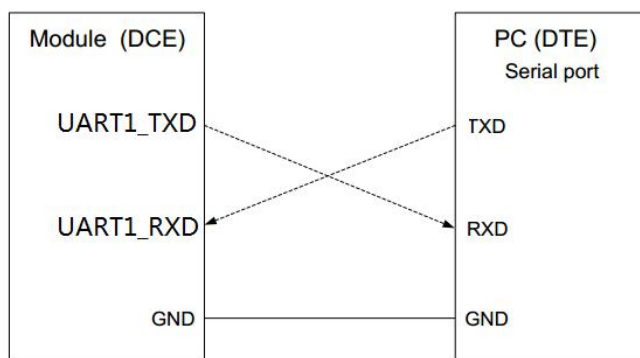 Module (DCE)
UART1_TXD
UART1_RXD
GND
PC (DTE)
Serial port
TXD
RXD
GND